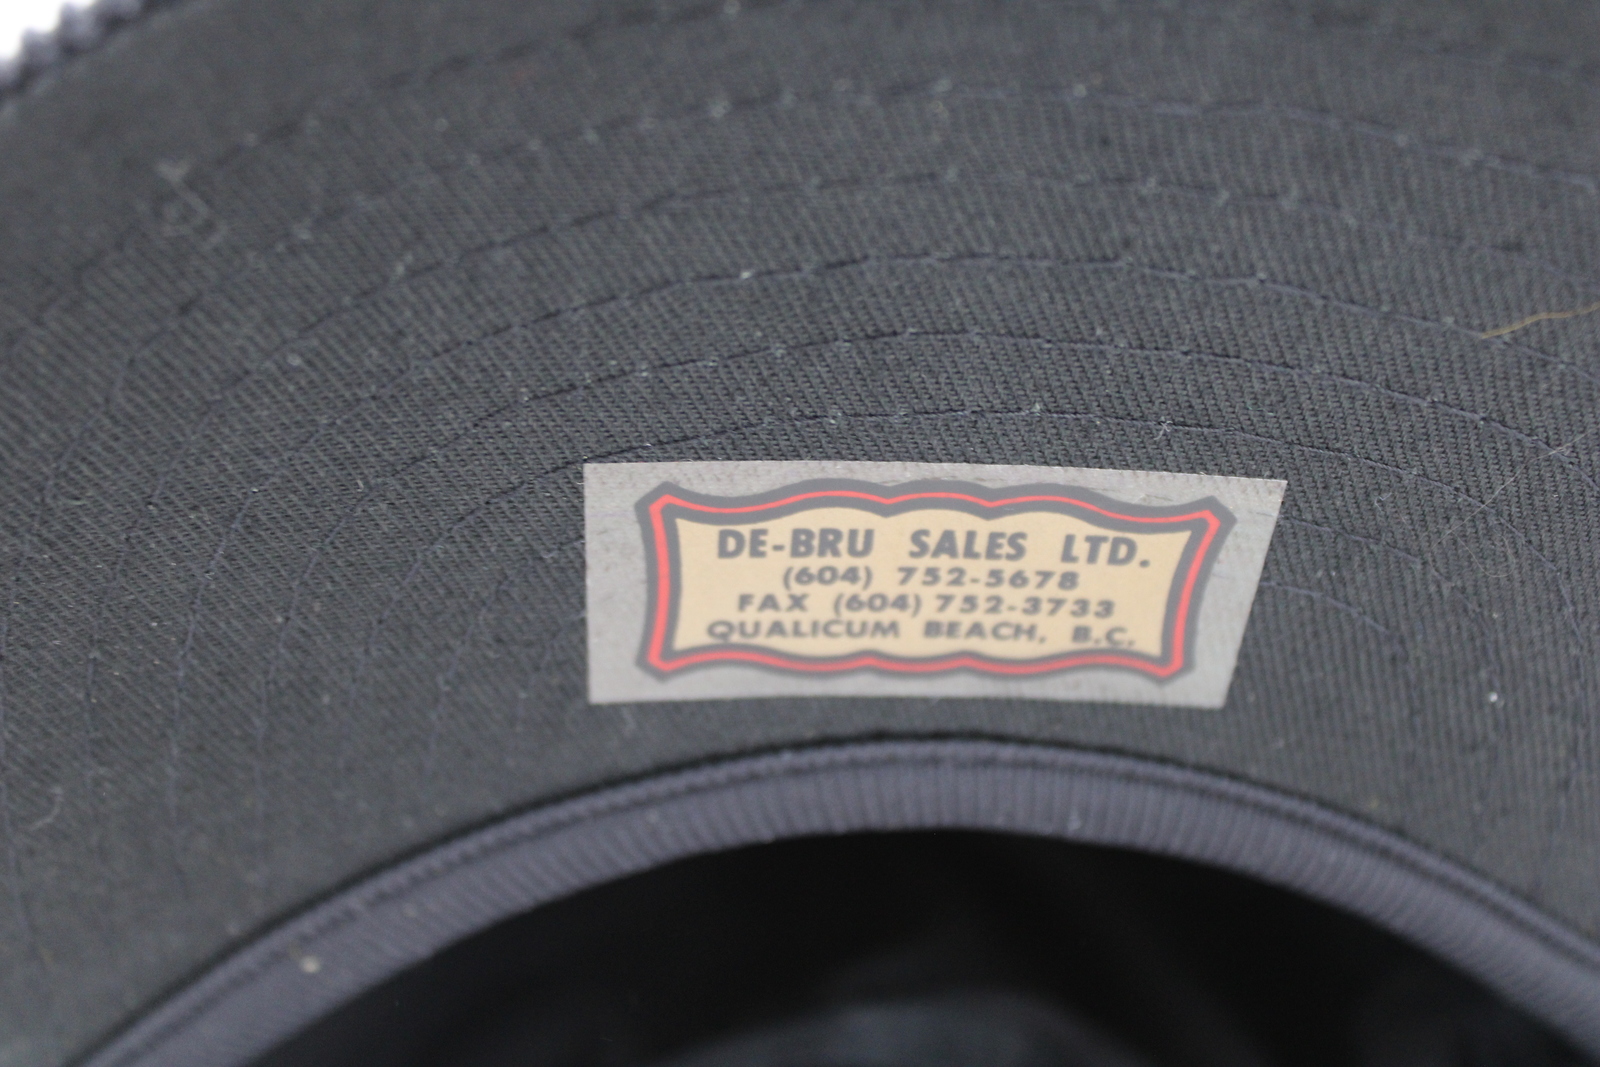 DE-BRU SALES LTD.
(604) 752-5678
FAX (604) 752-3733
QUALICUM BEACH, B.C.